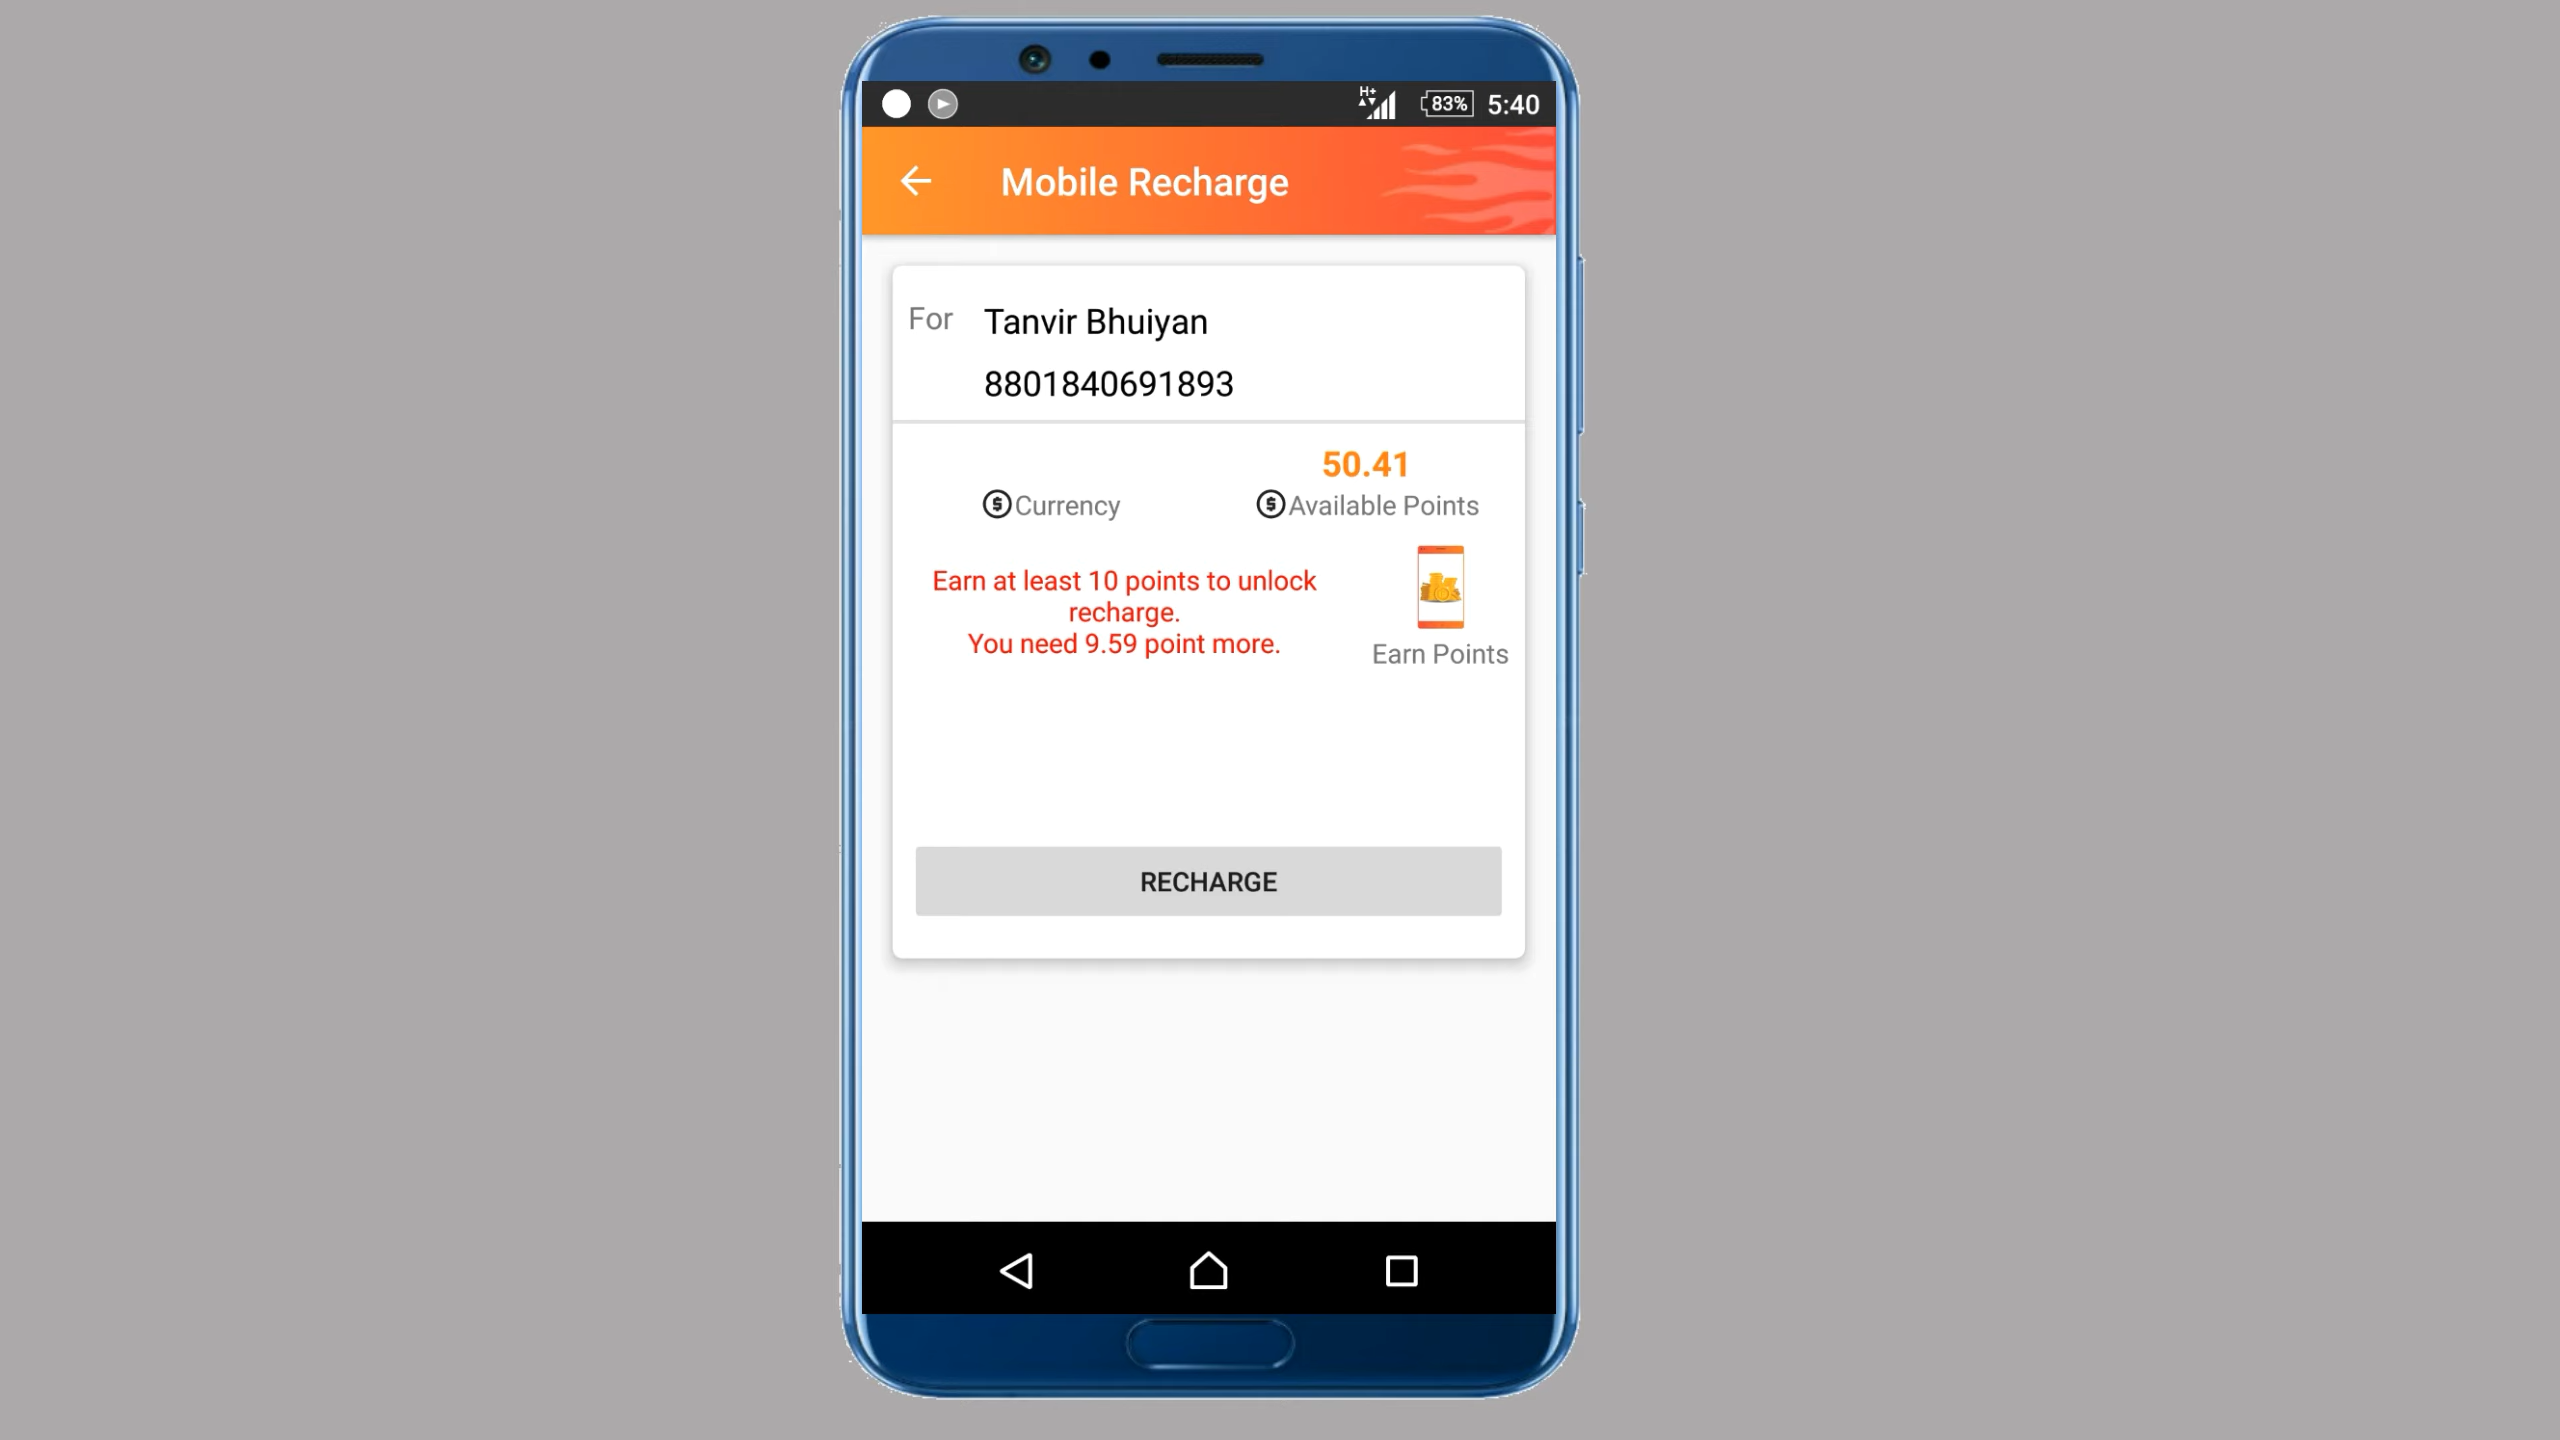 H+ 83% 5:40
Mobile Recharge
For Tanvir Bhuiyan
8801840691893
50.41
Currency Available Points
Earn at least 10 points to unlock
recharge.
You need 9.59 point more.
Earn Points
RECHARGE